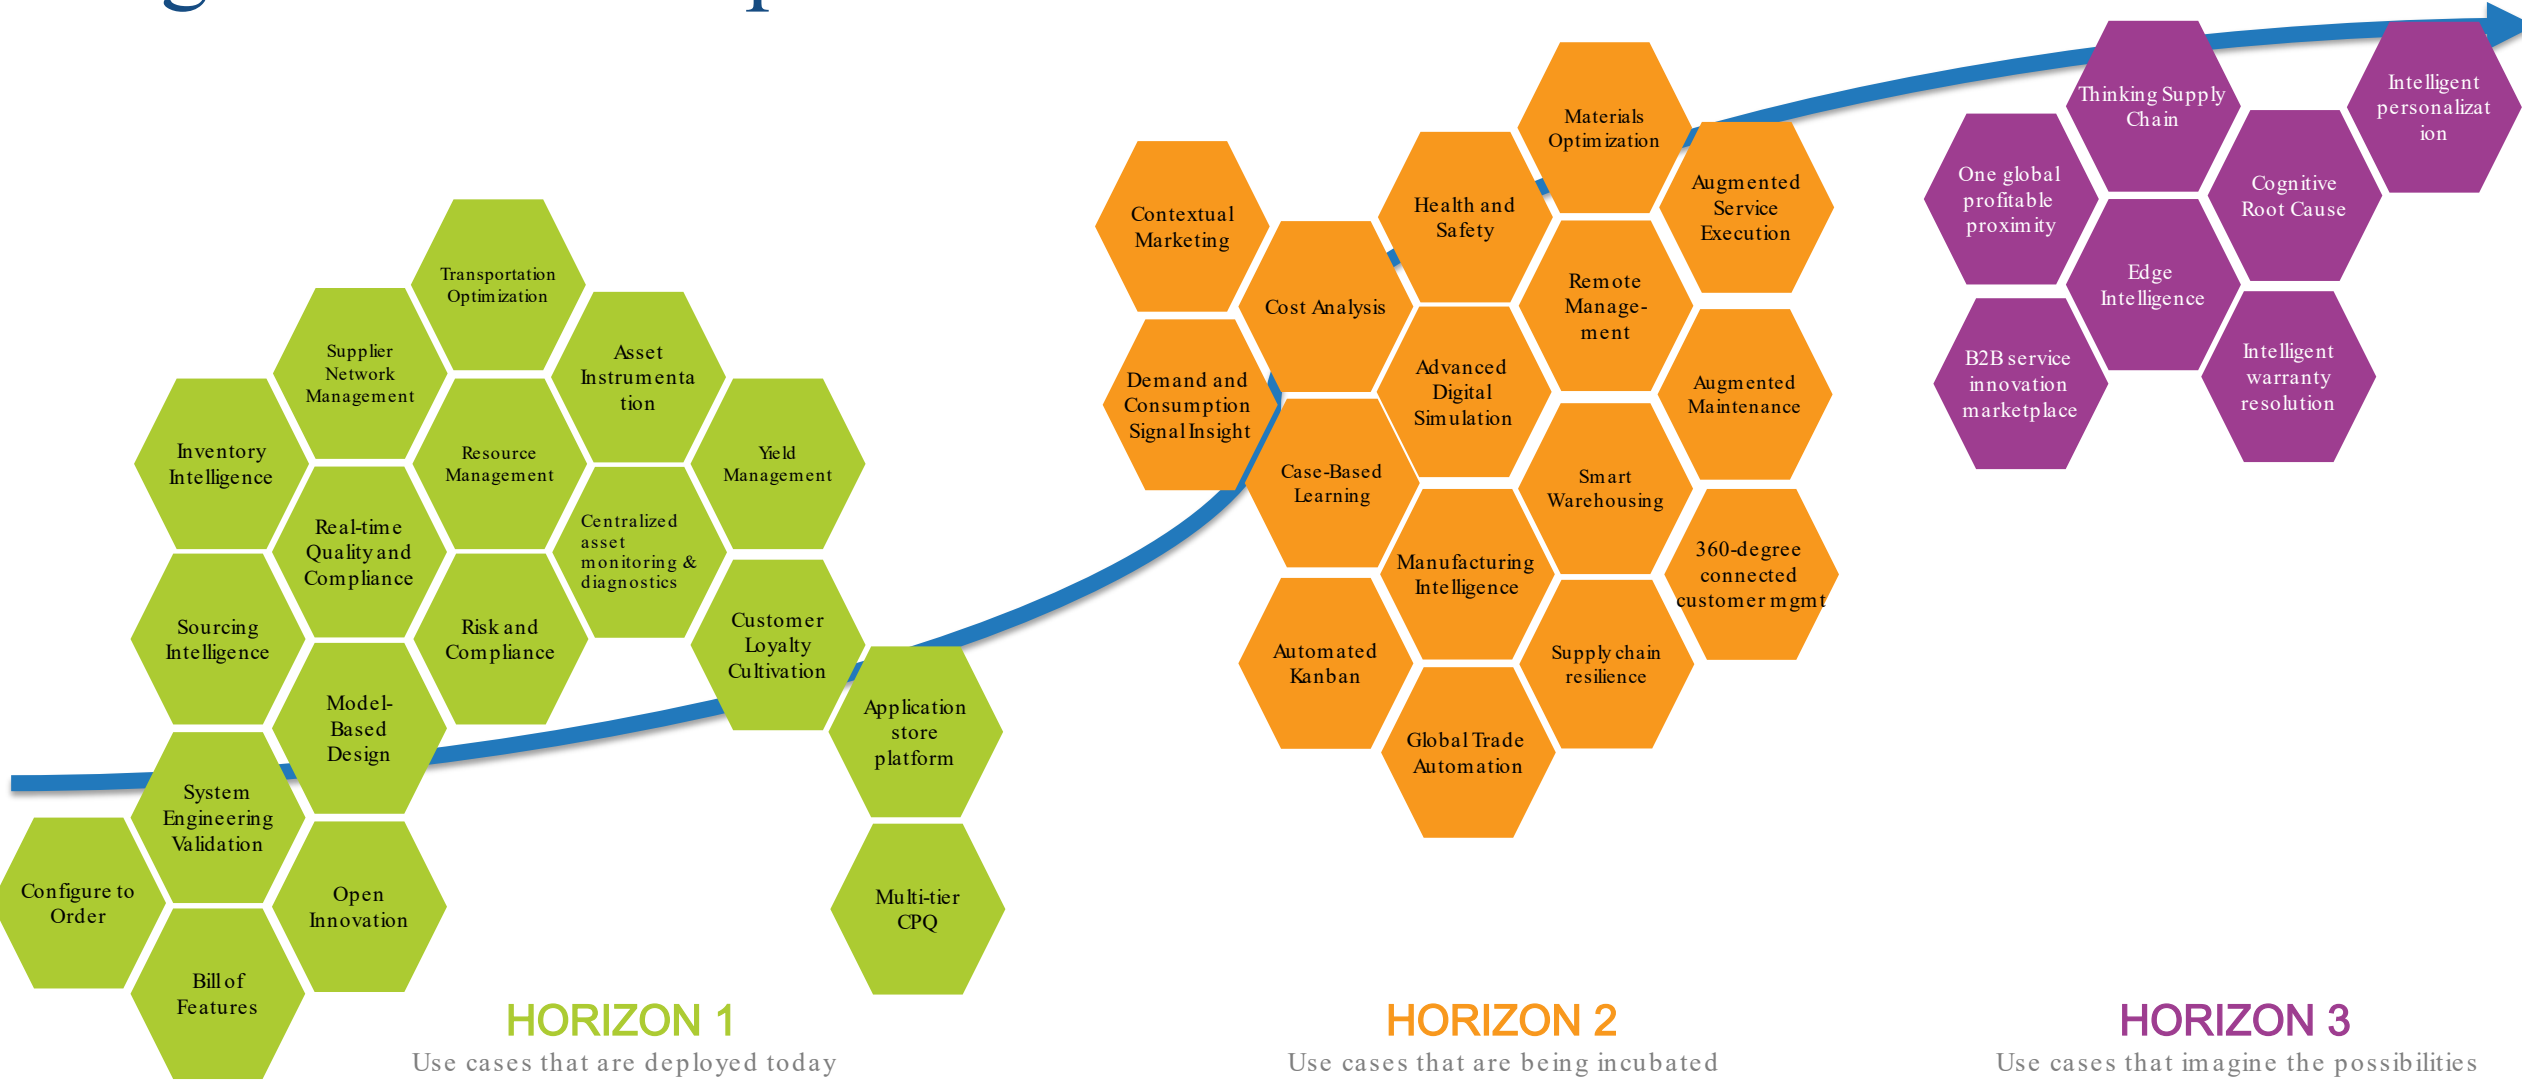 Transportation
Optimization
Supplier
Network
Management
Asset
Instrumenta
tion
Inventory
Intelligence
Resource
Management
Yield
Management
Real-time
Quality and
Compliance
Centralized
asset
monitoring &
diagnostics
Sourcing
Intelligence
Risk and
Compliance
Customer
Loyalty
Cultivation
Model-
Based
Design
Application
store
platform
System
Engineering
Validation
Configure to
Order
Open
Innovation
Multi-tier
CPQ
Bill of
Features
HORIZON 1
Use cases that are deployed today
Materials
Optimization
Contextual
Marketing
Health and
Safety
Augmented
Service
Execution
Cost Analysis
Remote
Manage-
ment
Demand and
Consumption
Signal Insight
Advanced
Digital
Simulation
Augmented
Maintenance
Case-Based
Learning
Smart
Warehousing
Manufacturing
Intelligence
360-degree
connected
customer mgmt
Automated
Kanban
Supply chain
resilience
Global Trade
Automation
HORIZON 2
Use cases that are being incubated
Thinking Supply
Chain
Intelligent
personalizat
ion
One global
profitable
proximity
Cognitive
Root Cause
Edge
Intelligence
B2B service
innovation
marketplace
Intelligent
warranty
resolution
HORIZON 3
Use cases that imagine the possibilities